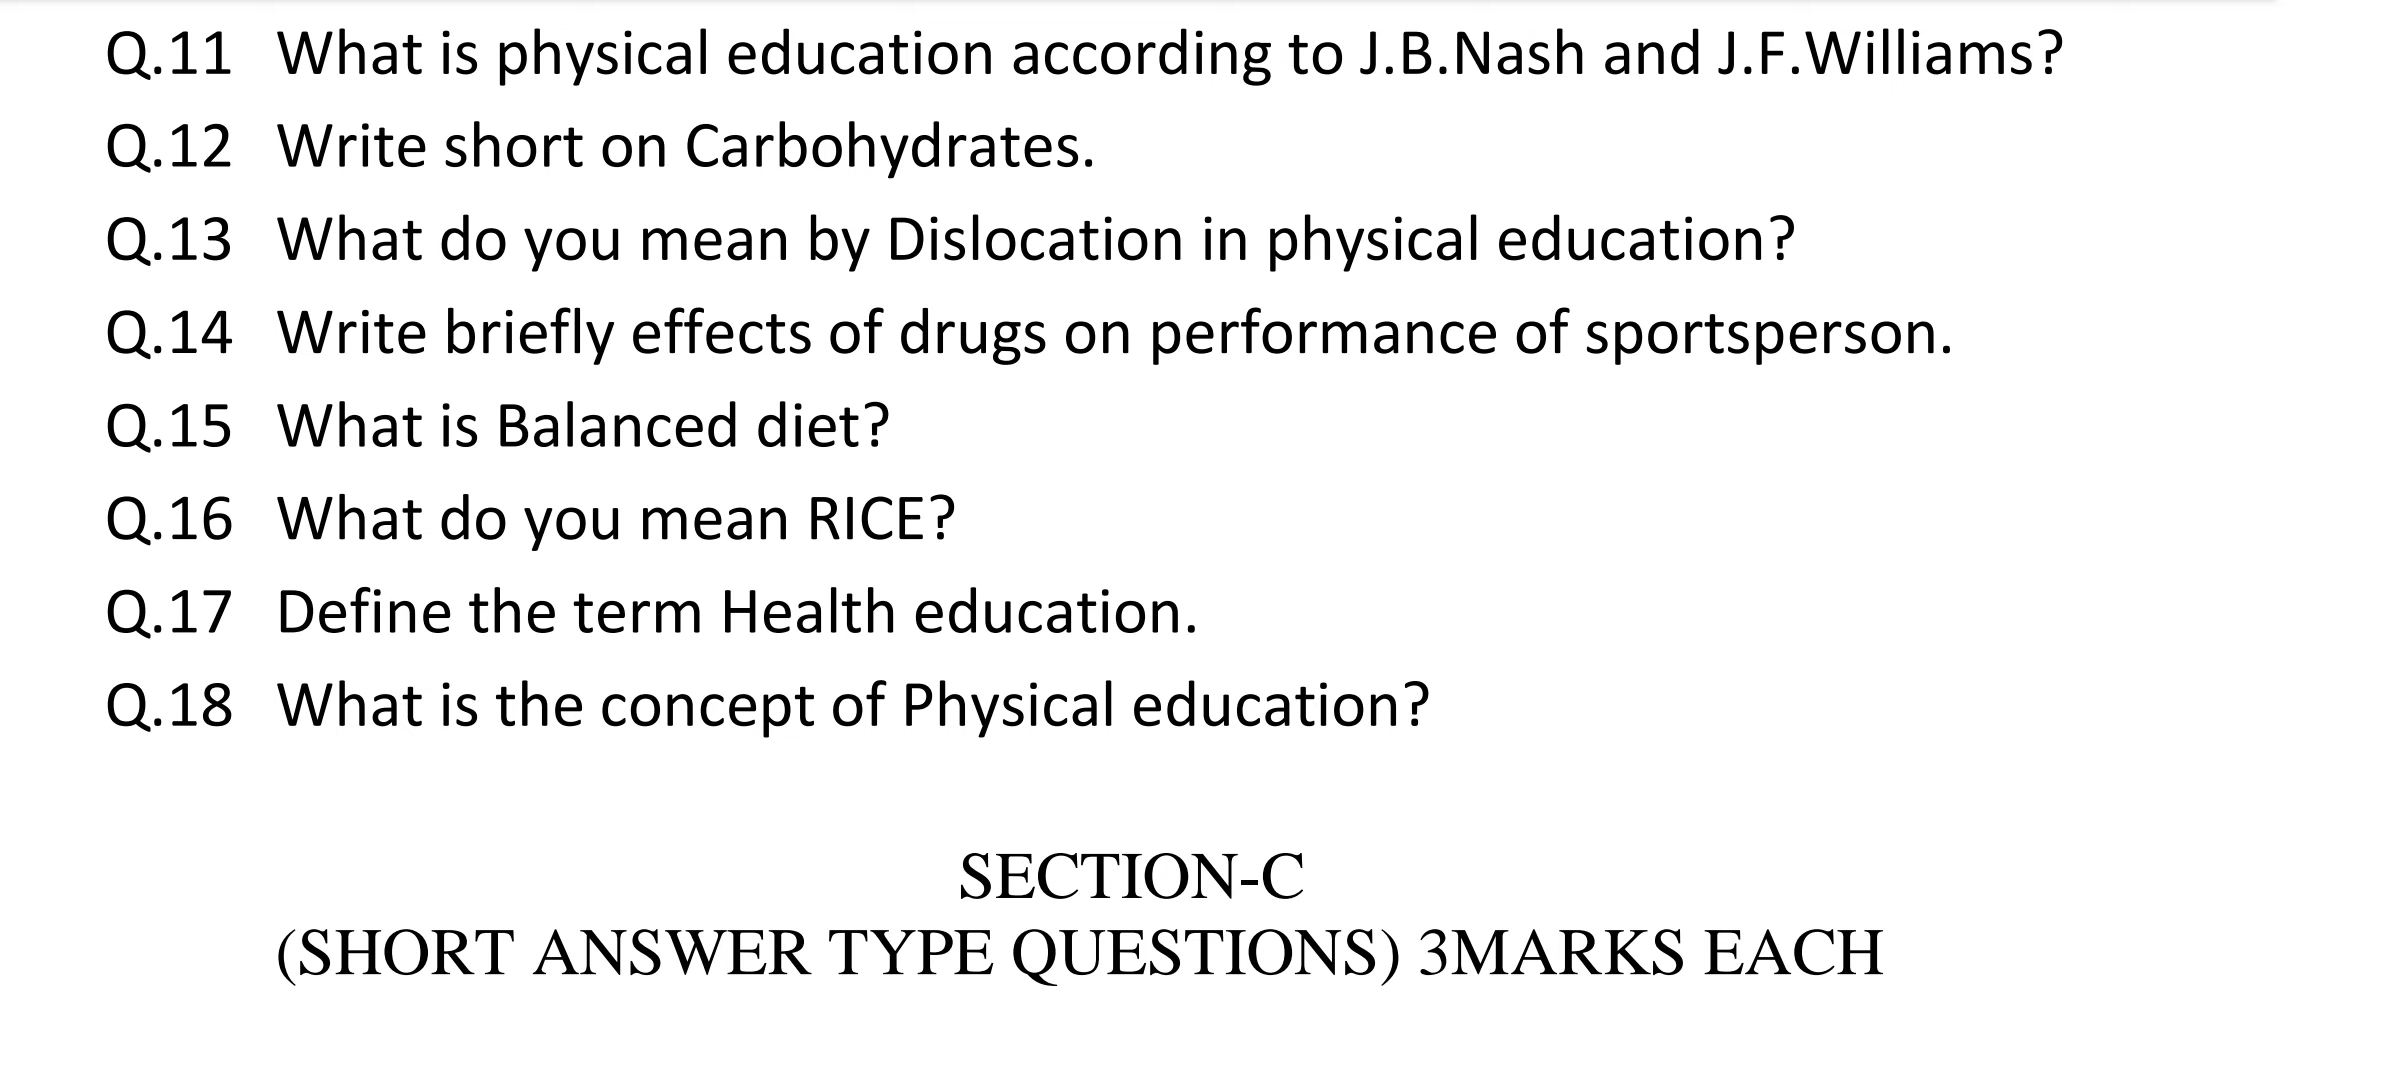 Q.11 What is physical education according to J.B.Nash and J.F.Williams?
Q.12 Write short on Carbohydrates.
Q.13 What do you mean by Dislocation in physical education?
Q.14 Write briefly effects of drugs on performance of sportsperson.
Q.15 What is Balanced diet?
Q.16 What do you mean RICE?
Q.17 Define the term Health education.
Q.18 What is the concept of Physical education?
SECTION-C
(SHORT ANSWER TYPE QUESTIONS) 3MARKS EACH